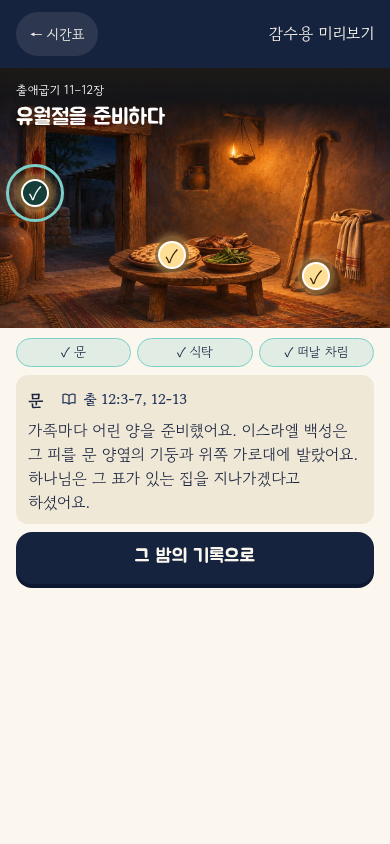 ← 시간표
감수용 미리보기
출애굽기 11–12장
유월절을 준비하다
✓ 문
✓ 식탁
✓ 떠날 차림
문 출 12:3-7, 12-13
가족마다 어린 양을 준비했어요. 이스라엘 백성은
그 피를 문 양옆의 기둥과 위쪽 가로대에 발랐어요.
하나님은 그 표가 있는 집을 지나가겠다고
하셨어요.
그 밤의 기록으로